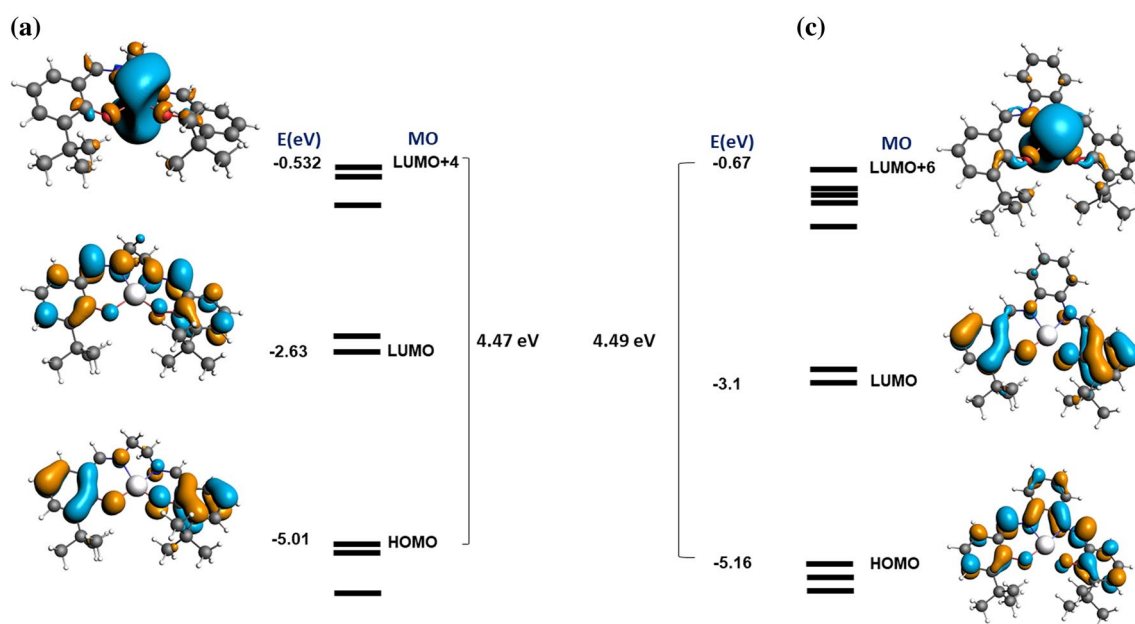 (a)
E(eV) MO
-0.532 LUMO+4
-2.63 LUMO
-5.01 HOMO
4.47 eV
(c)
E(eV) MO
-0.67 LUMO+6
4.49 eV
-3.1 LUMO
-5.16 HOMO